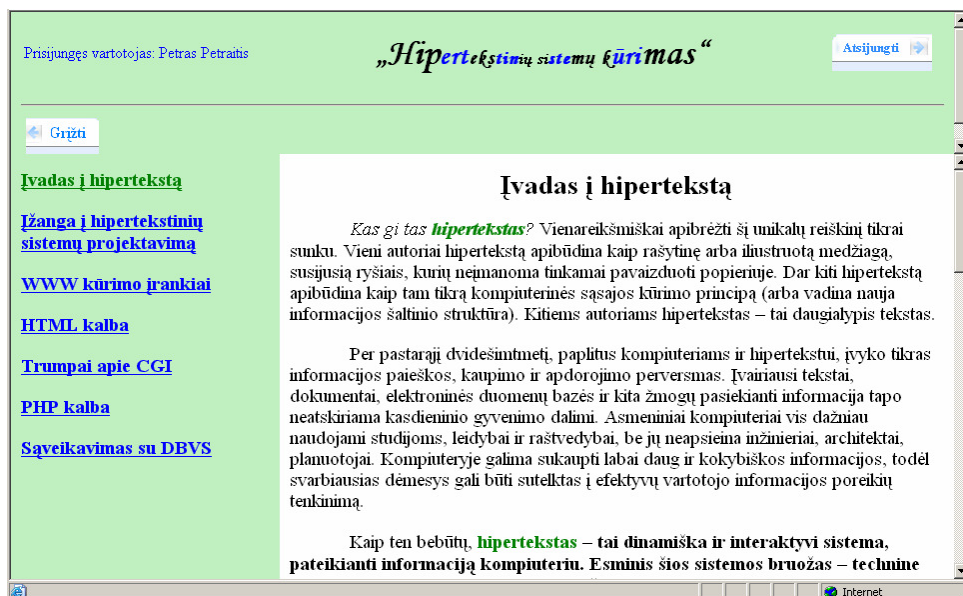 Prisijungęs vartotojas: Petras Petraitis
„Hipertekstinių sistemų kūrimas“
Atsijungti
Grįžti
Įvadas į hipertekstą
Įžanga į hipertekstinių
sistemų projektavimą
WWW kūrimo įrankiai
HTML kalba
Trumpai apie CGI
PHP kalba
Sąveikavimas su DBVS
Įvadas į hipertekstą
Kas gi tas hipertekstas? Vienareikšmiškai apibrėžti šį unikalų reiškinį tikrai
sunku. Vieni autoriai hipertekstą apibūdina kaip rašytinę arba iliustruotą medžiagą,
susijusią ryšiais, kurių neįmanoma tinkamai pavaizduoti popieriuje. Dar kiti hipertekstą
apibūdina kaip tam tikrą kompiuterinės sąsajos kūrimo principą (arba vadina nauja
informacijos šaltinio struktūra). Kitiems autoriams hipertekstas – tai daugialypis tekstas.
Per pastarąjį dvidešimtmetį, paplitus kompiuteriams ir hipertekstui, įvyko tikras
informacijos paieškos, kaupimo ir apdorojimo perversmas. Įvairiausi tekstai,
dokumentai, elektroninės duomenų bazės ir kita žmogų pasiekianti informacija tapo
neatskiriama kasdieninio gyvenimo dalimi. Asmeniniai kompiuteriai vis dažniau
naudojami studijoms, leidybai ir raštvedybai, be jų neapsieina inžinieriai, architektai,
planuotojai. Kompiuteryje galima sukaupti labai daug ir kokybiškos informacijos, todėl
svarbiausias dėmesys gali būti sutelktas į efektyvų vartotojo informacijos poreikių
tenkinimą.
Kaip ten bebūtų, hipertekstas – tai dinamiška ir interaktyvi sistema,
pateikianti informaciją kompiuteriu. Esminis šios sistemos bruožas – technine
Internet